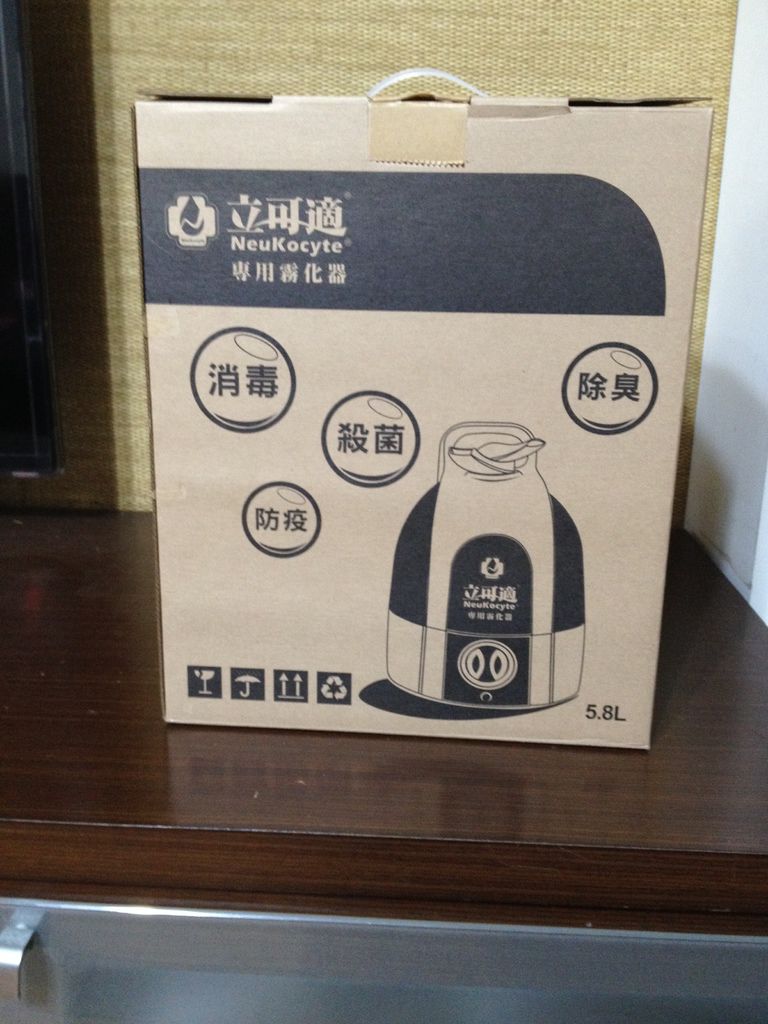 立可適®
NeuKocyte®
專用霧化器
消毒
除臭
殺菌
防疫
立可適
NeuKocyte
專用霧化器
5.8L